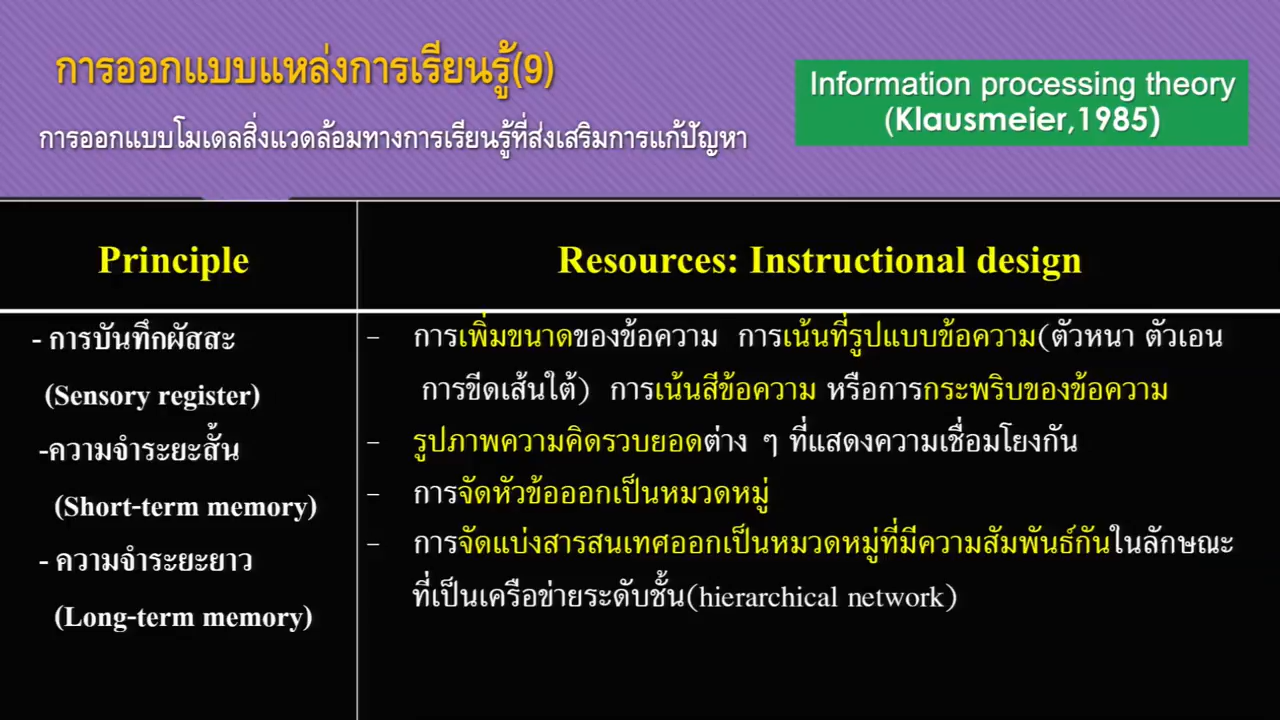 การออกแบบแหล่งการเรียนรู้(9)
การออกแบบโมเดลสิ่งแวดล้อมทางการเรียนรู้ที่ส่งเสริมการแก้ปัญหา
Information processing theory
(Klausmeier,1985)
Principle
- การบันทึกผัสสะ
(Sensory register)
-ความจำระยะสั้น
(Short-term memory)
- ความจำระยะยาว
(Long-term memory)
Resources: Instructional design
- การเพิ่มขนาดของข้อความ การเน้นที่รูปแบบข้อความ(ตัวหนา ตัวเอน
การขีดเส้นใต้) การเน้นสีข้อความ หรือการกระพริบของข้อความ
- รูปภาพความคิดรวบยอดต่าง ๆ ที่แสดงความเชื่อมโยงกัน
- การจัดหัวข้อออกเป็นหมวดหมู่
- การจัดแบ่งสารสนเทศออกเป็นหมวดหมู่ที่มีความสัมพันธ์กันในลักษณะ
ที่เป็นเครือข่ายระดับชั้น(hierarchical network)